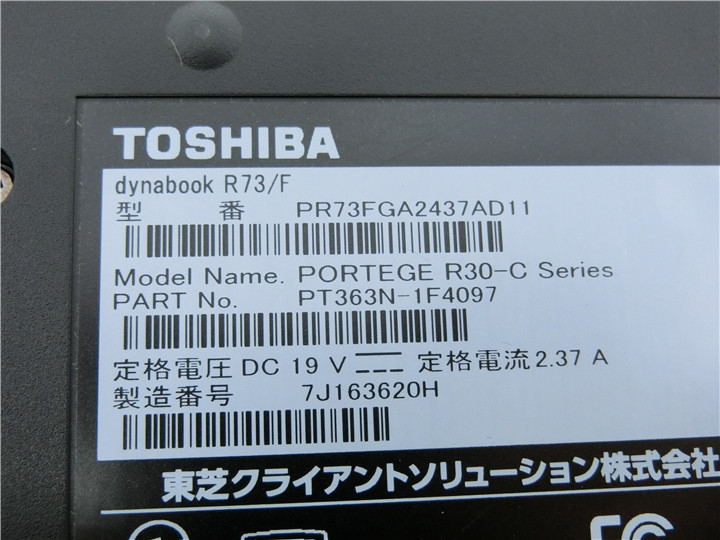 TOSHIBA
dynabook R73/F
型 番 PR73FGA2437AD11
Model Name. PORTEGE R30-C Series
PART No. PT363N-1F4097
定格電圧 DC 19 V ⎓ 定格電流 2.37 A
製造番号 7J163620H
東芝クライアントソリューション株式会社
FC